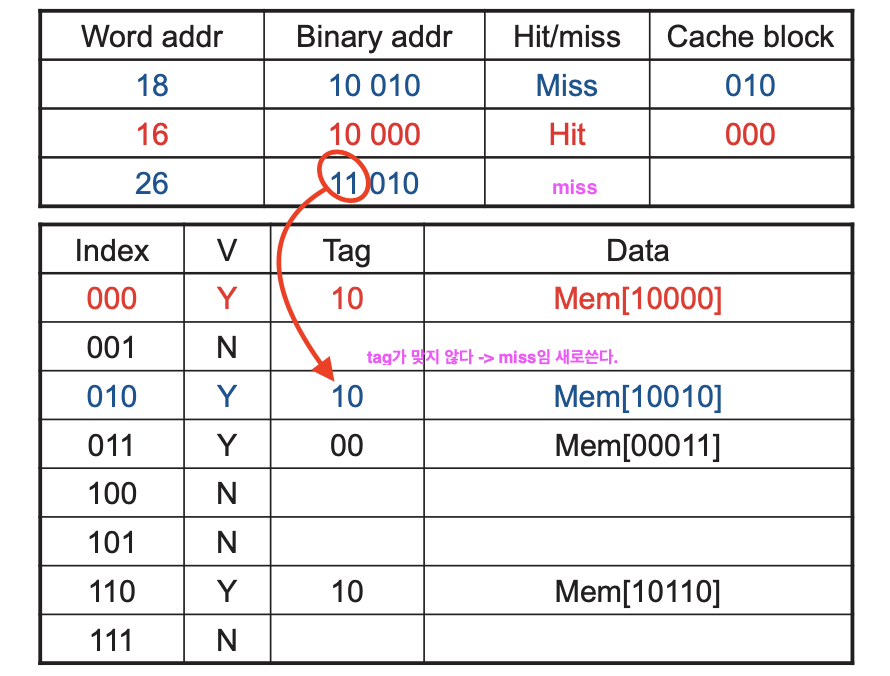 Word addr Binary addr Hit/miss Cache block
18 10 010 Miss 010
16 10 000 Hit 000
26 11 010 miss
Index V Tag Data
000 Y 10 Mem[10000]
001 N
tag가 맞지 않다 -> miss임 새로쓴다.
010 Y 10 Mem[10010]
011 Y 00 Mem[00011]
100 N
101 N
110 Y 10 Mem[10110]
111 N